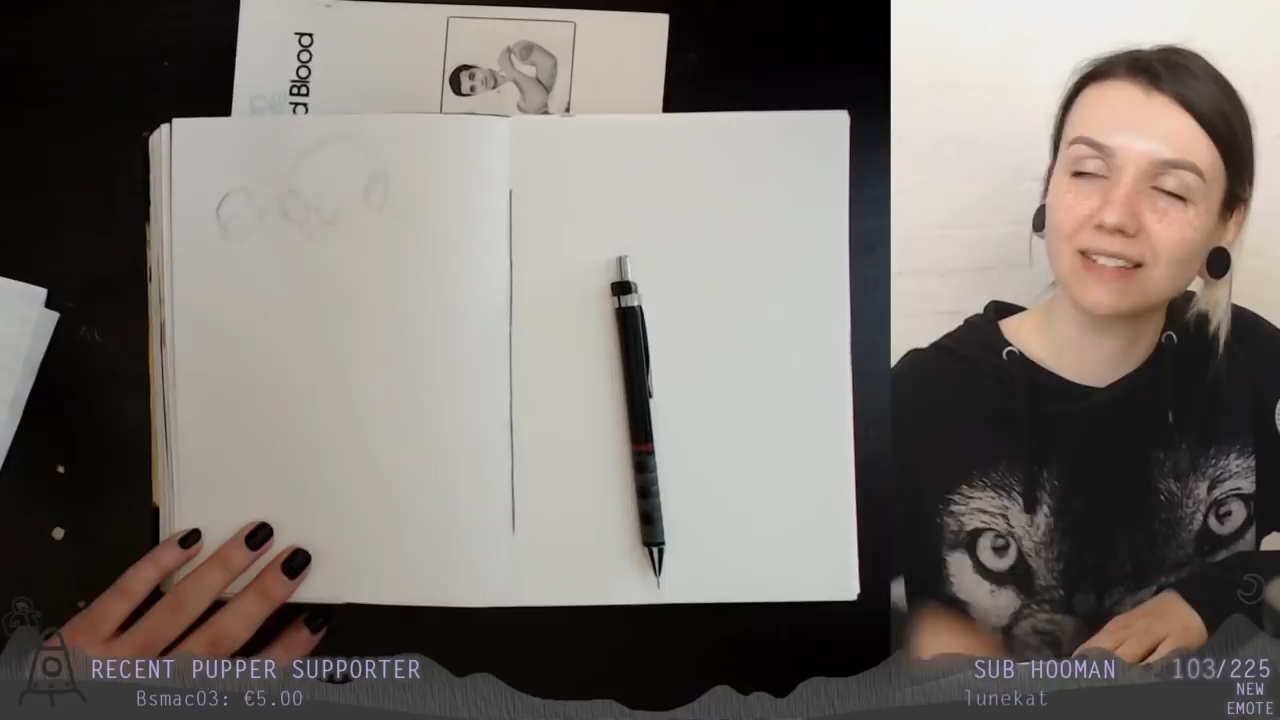 d Blood
RECENT PUPPER SUPPORTER
Bsmac03: €5.00
SUB-HOOMAN 103/225
lunekat
NEW
EMOTE